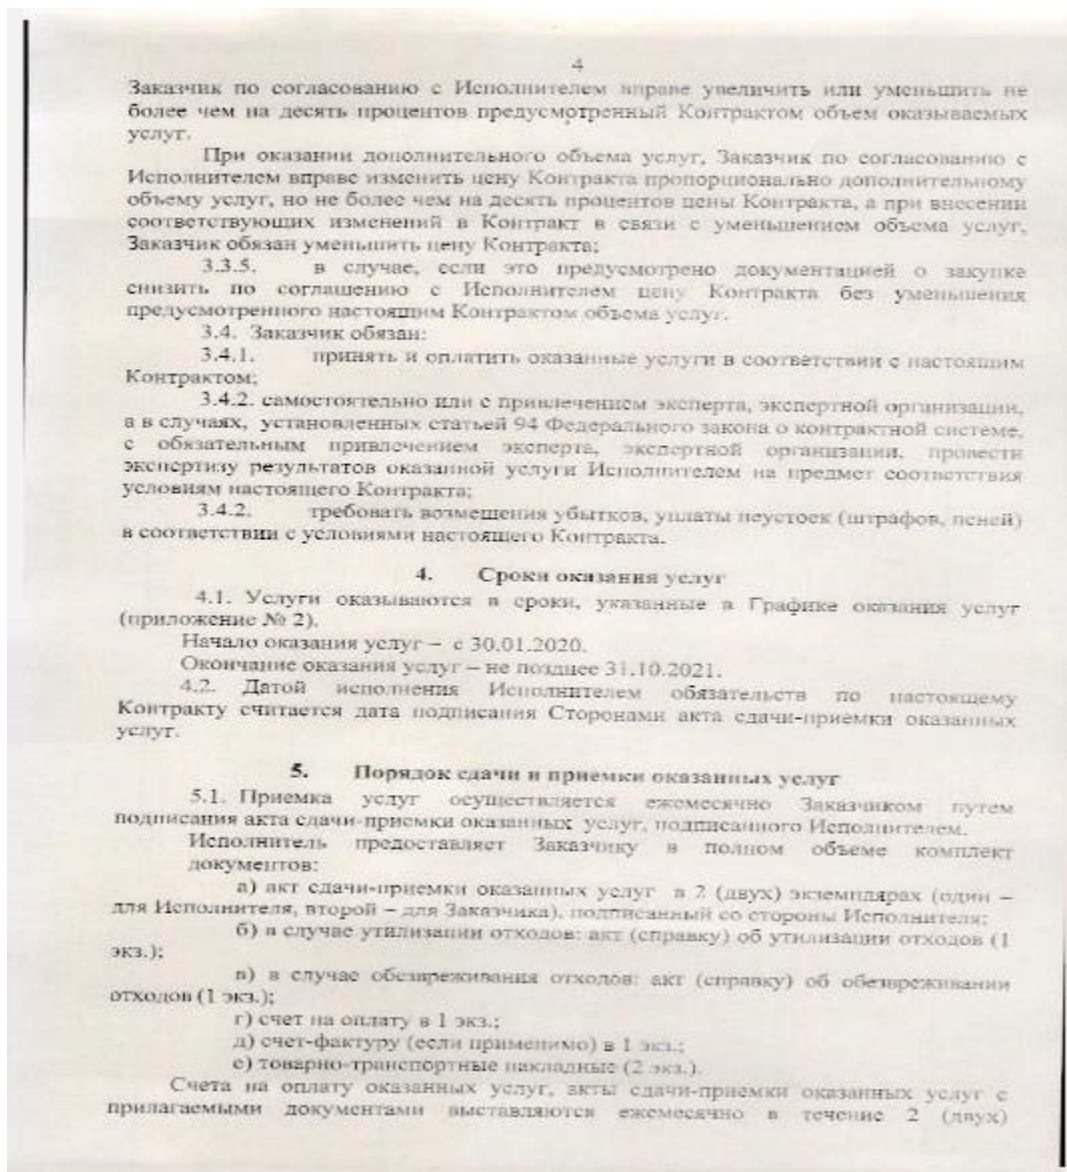 4
Заказчик по согласованию с Исполнителем вправе увеличить или уменьшить не
более чем на десять процентов предусмотренный Контрактом объем оказываемых
услуг.
При оказании дополнительного объема услуг, Заказчик по согласованию с
Исполнителем вправе изменить цену Контракта пропорционально дополнительному
объему услуг, но не более чем на десять процентов цены Контракта, а при внесении
соответствующих изменений в Контракт в связи с уменьшением объема услуг,
Заказчик обязан уменьшить цену Контракта;
3.3.5. в случае, если это предусмотрено документацией о закупке
снизить по соглашению с Исполнителем цену Контракта без уменьшения
предусмотренного настоящим Контрактом объема услуг.
3.4. Заказчик обязан:
3.4.1. принять и оплатить оказанные услуги в соответствии с настоящим
Контрактом;
3.4.2. самостоятельно или с привлечением эксперта, экспертной организации,
а в случаях, установленных статьей 94 Федерального закона о контрактной системе,
с обязательным привлечением эксперта, экспертной организации, провести
экспертизу результатов оказанной услуги Исполнителем на предмет соответствия
условиям настоящего Контракта;
3.4.2. требовать возмещения убытков, уплаты неустоек (штрафов, пеней)
в соответствии с условиями настоящего Контракта.
4. Сроки оказания услуг
4.1. Услуги оказываются в сроки, указанные в Графике оказания услуг
(приложение № 2).
Начало оказания услуг – с 30.01.2020.
Окончание оказания услуг – не позднее 31.10.2021.
4.2. Датой исполнения Исполнителем обязательств по настоящему
Контракту считается дата подписания Сторонами акта сдачи-приемки оказанных
услуг.
5. Порядок сдачи и приемки оказанных услуг
5.1. Приемка услуг осуществляется ежемесячно Заказчиком путем
подписания акта сдачи-приемки оказанных услуг, подписанного Исполнителем.
Исполнитель предоставляет Заказчику в полном объеме комплект
документов:
а) акт сдачи-приемки оказанных услуг в 2 (двух) экземплярах (один –
для Исполнителя, второй – для Заказчика), подписанный со стороны Исполнителя;
б) в случае утилизации отходов: акт (справку) об утилизации отходов (1
экз.);
в) в случае обезвреживания отходов: акт (справку) об обезвреживании
отходов (1 экз.);
г) счет на оплату в 1 экз.;
д) счет-фактуру (если применимо) в 1 экз.;
е) товарно-транспортные накладные (2 экз.).
Счета на оплату оказанных услуг, акты сдачи-приемки оказанных услуг с
прилагаемыми документами выставляются ежемесячно в течение 2 (двух)